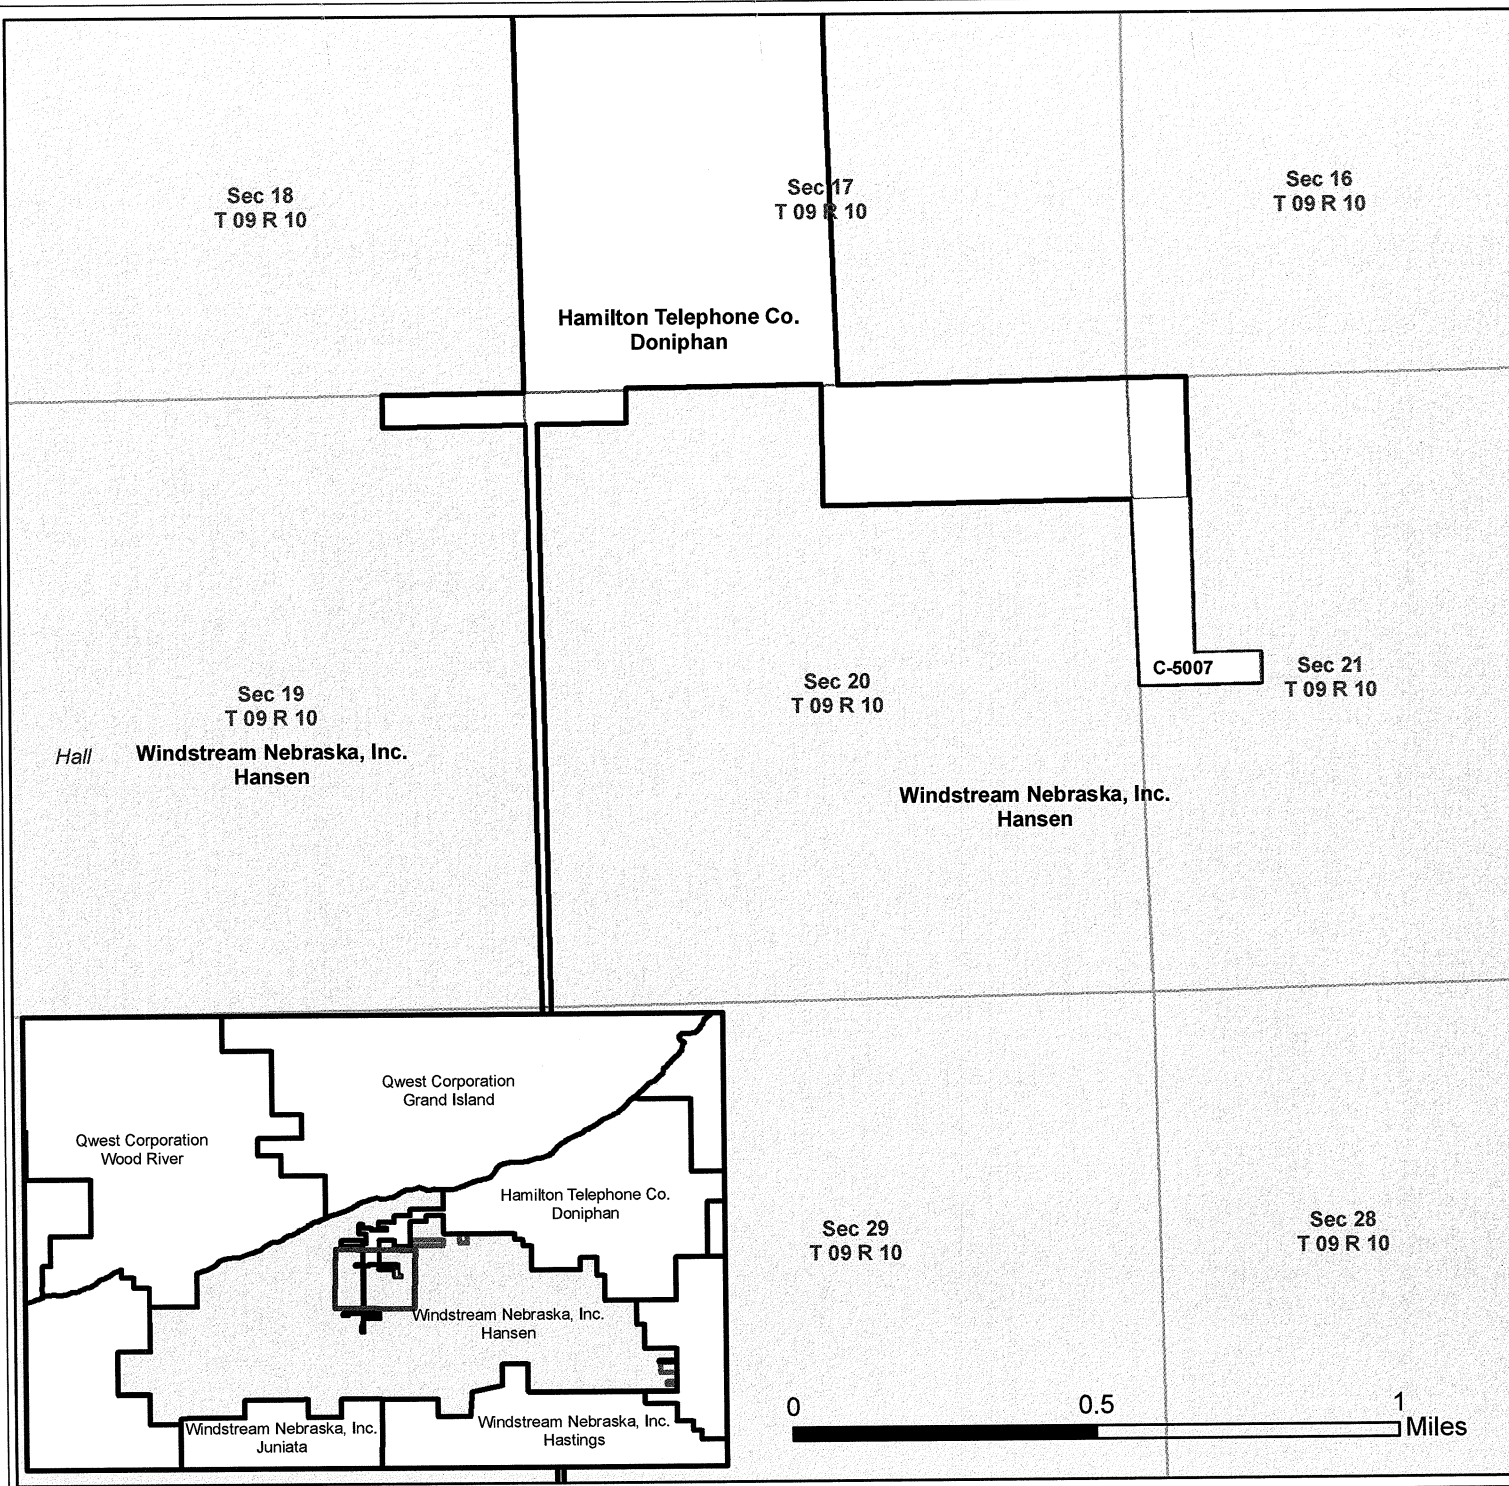 Sec 18
T 09 R 10
Sec 17
T 09 R 10
Sec 16
T 09 R 10
Hamilton Telephone Co.
Doniphan
C-5007
Sec 21
T 09 R 10
Sec 19
T 09 R 10
Sec 20
T 09 R 10
Hall
Windstream Nebraska, Inc.
Hansen
Windstream Nebraska, Inc.
Hansen
Qwest Corporation
Grand Island
Qwest Corporation
Wood River
Hamilton Telephone Co.
Doniphan
Windstream Nebraska, Inc.
Hansen
Windstream Nebraska, Inc.
Juniata
Windstream Nebraska, Inc.
Hastings
Sec 29
T 09 R 10
Sec 28
T 09 R 10
0 0.5 1
Miles